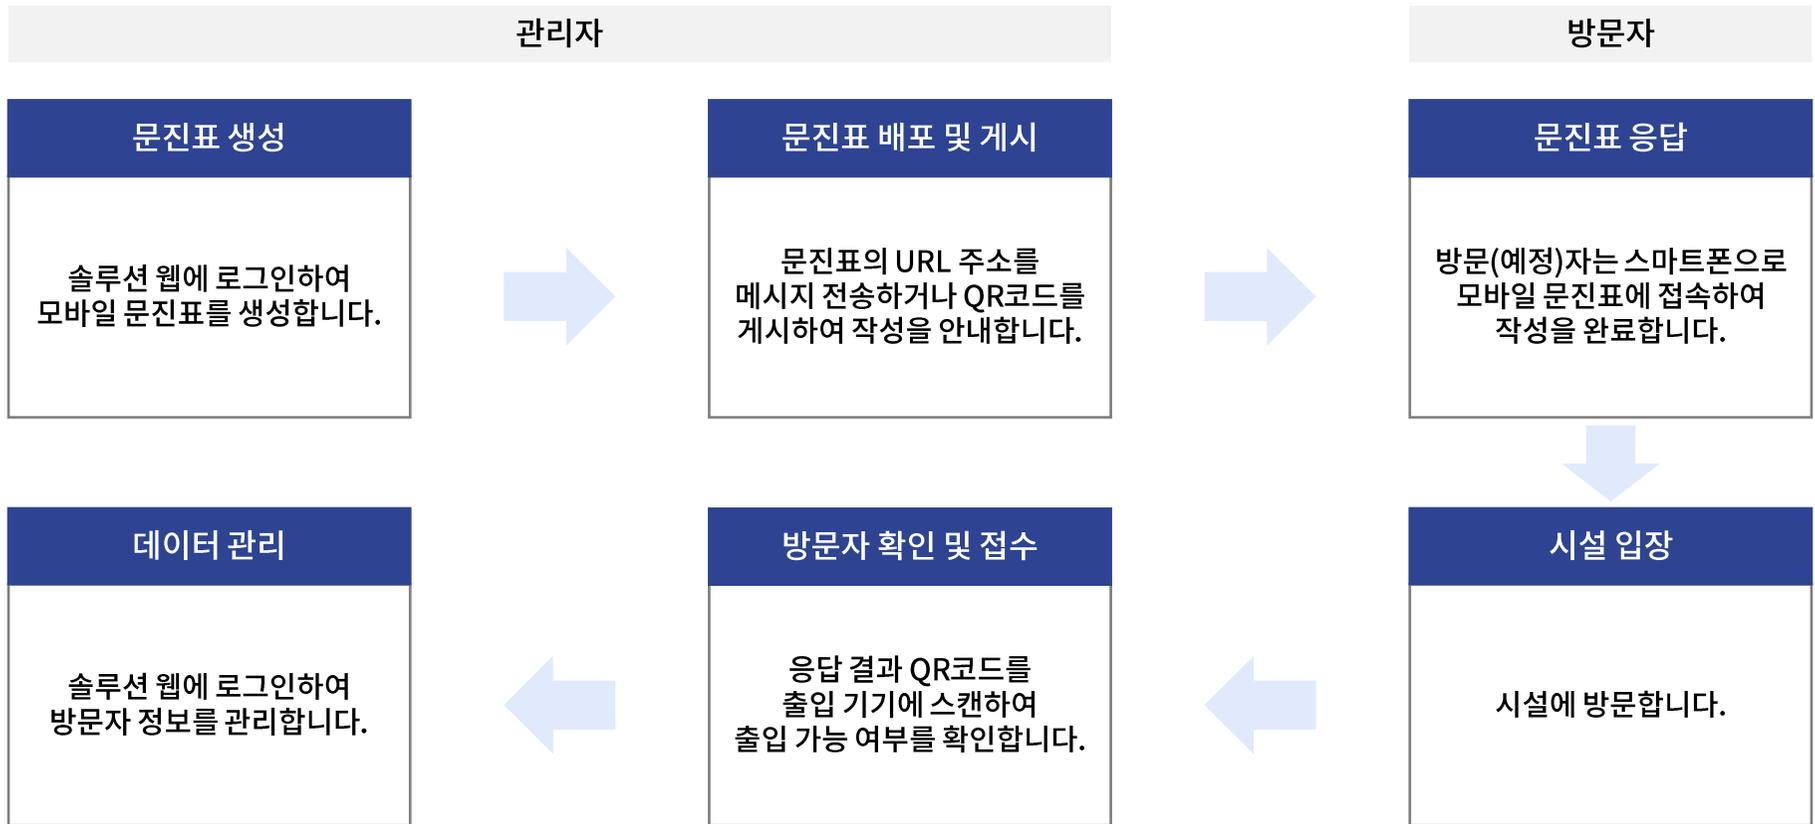 관리자
방문자
문진표 생성
솔루션 웹에 로그인하여
모바일 문진표를 생성합니다.
문진표 배포 및 게시
문진표의 URL 주소를
메시지 전송하거나 QR코드를
게시하여 작성을 안내합니다.
문진표 응답
방문(예정)자는 스마트폰으로
모바일 문진표에 접속하여
작성을 완료합니다.
시설 입장
시설에 방문합니다.
방문자 확인 및 접수
응답 결과 QR코드를
출입 기기에 스캔하여
출입 가능 여부를 확인합니다.
데이터 관리
솔루션 웹에 로그인하여
방문자 정보를 관리합니다.